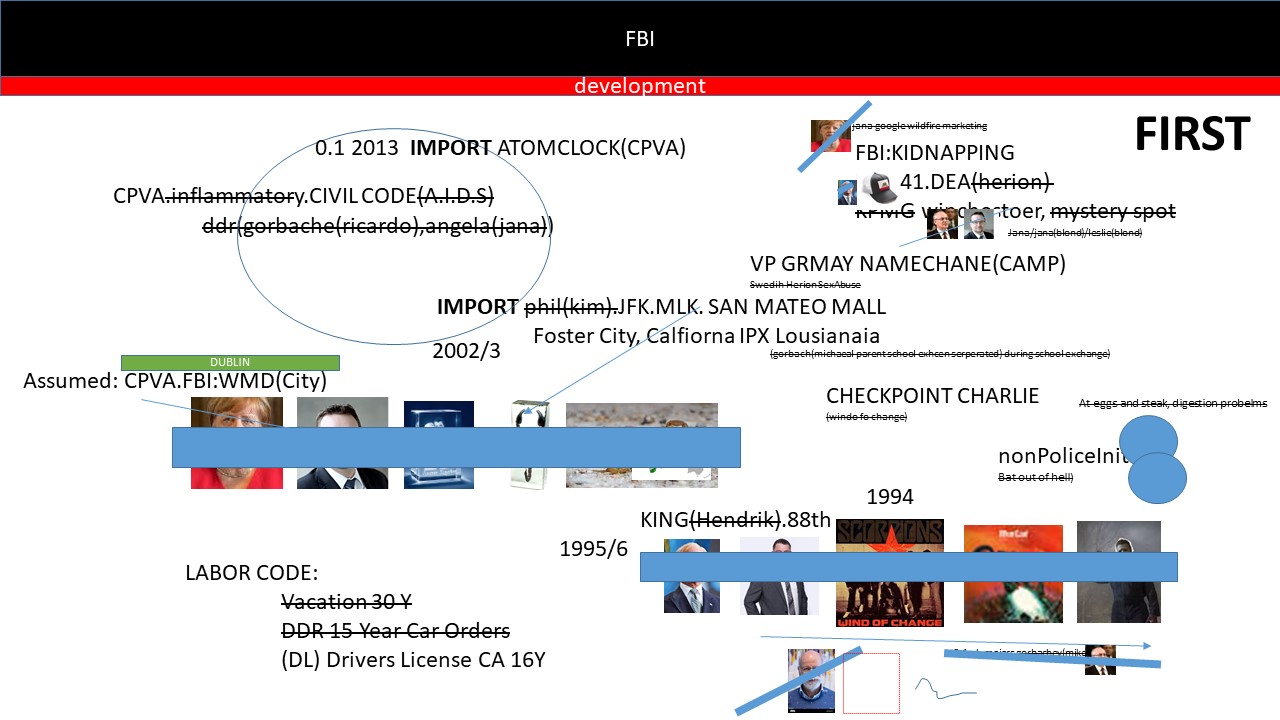 FBI
development
FIRST
jana google wildfire marketing
FBI:KIDNAPPING
41.DEA(herion)
KPMG winchectoer, mystery spot
Jana/jana(blond)/leslie(blond)
0.1 2013 IMPORT ATOMCLOCK(CPVA)
CPVA.inflammatory.CIVIL CODE(A.I.D.S)
ddr(gorbache(ricardo),angela(jana))
VP GRMAY NAMECHANE(CAMP)
Swedih HerionSexAbuse
IMPORT phil(kim).JFK.MLK. SAN MATEO MALL
Foster City, Calfiorna IPX Lousianaia
2002/3
(gorbach(michaeal parent school exhcen serperated) during school exchange)
DUBLIN
Assumed: CPVA.FBI:WMD(City)
CHECKPOINT CHARLIE
(windo fo change)
At eggs and steak, digestion probelms
nonPoliceInit
Bat out of hell)
1994
KING(Hendrik).88th
1995/6
SCORPIONS
WIND OF CHANGE
Meat Loaf
LABOR CODE:
Vacation 30 Y
DDR 15 Year Car Orders
(DL) Drivers License CA 16Y
gorbachev(mike